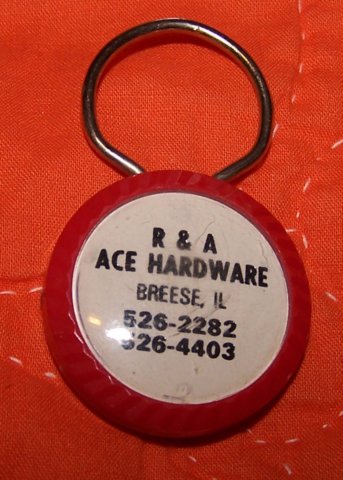 R & A
ACE HARDWARE
BREESE, IL
526-2282
526-4403